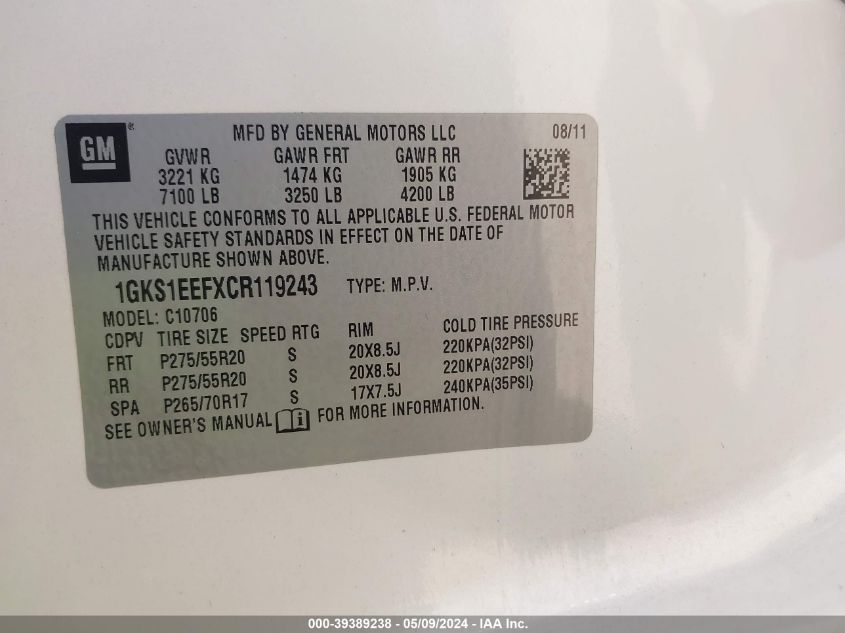 GM® MFD BY GENERAL MOTORS LLC 08/11
GVWR GAWR FRT GAWR RR
3221 KG 1474 KG 1905 KG
7100 LB 3250 LB 4200 LB
THIS VEHICLE CONFORMS TO ALL APPLICABLE U.S. FEDERAL MOTOR
VEHICLE SAFETY STANDARDS IN EFFECT ON THE DATE OF
MANUFACTURE SHOWN ABOVE.
1GKS1EEFXCR119243 TYPE: M.P.V.
MODEL: C10706
CDPV TIRE SIZE SPEED RTG RIM COLD TIRE PRESSURE
FRT P275/55R20 S 20X8.5J 220KPA(32PSI)
RR P275/55R20 S 20X8.5J 220KPA(32PSI)
SPA P265/70R17 S 17X7.5J 240KPA(35PSI)
SEE OWNER'S MANUAL i FOR MORE INFORMATION.
000-39389238 - 05/09/2024 - IAA Inc.